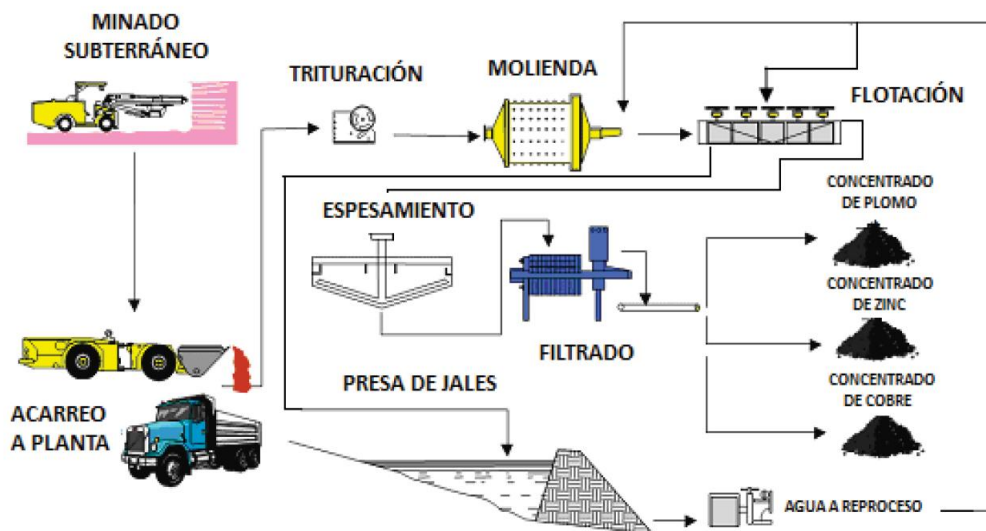 MINADO
SUBTERRÁNEO
TRITURACIÓN
MOLIENDA
FLOTACIÓN
ESPESAMIENTO
CONCENTRADO
DE PLOMO
CONCENTRADO
DE ZINC
FILTRADO
PRESA DE JALES
CONCENTRADO
DE COBRE
ACARREO
A PLANTA
AGUA A REPROCESO